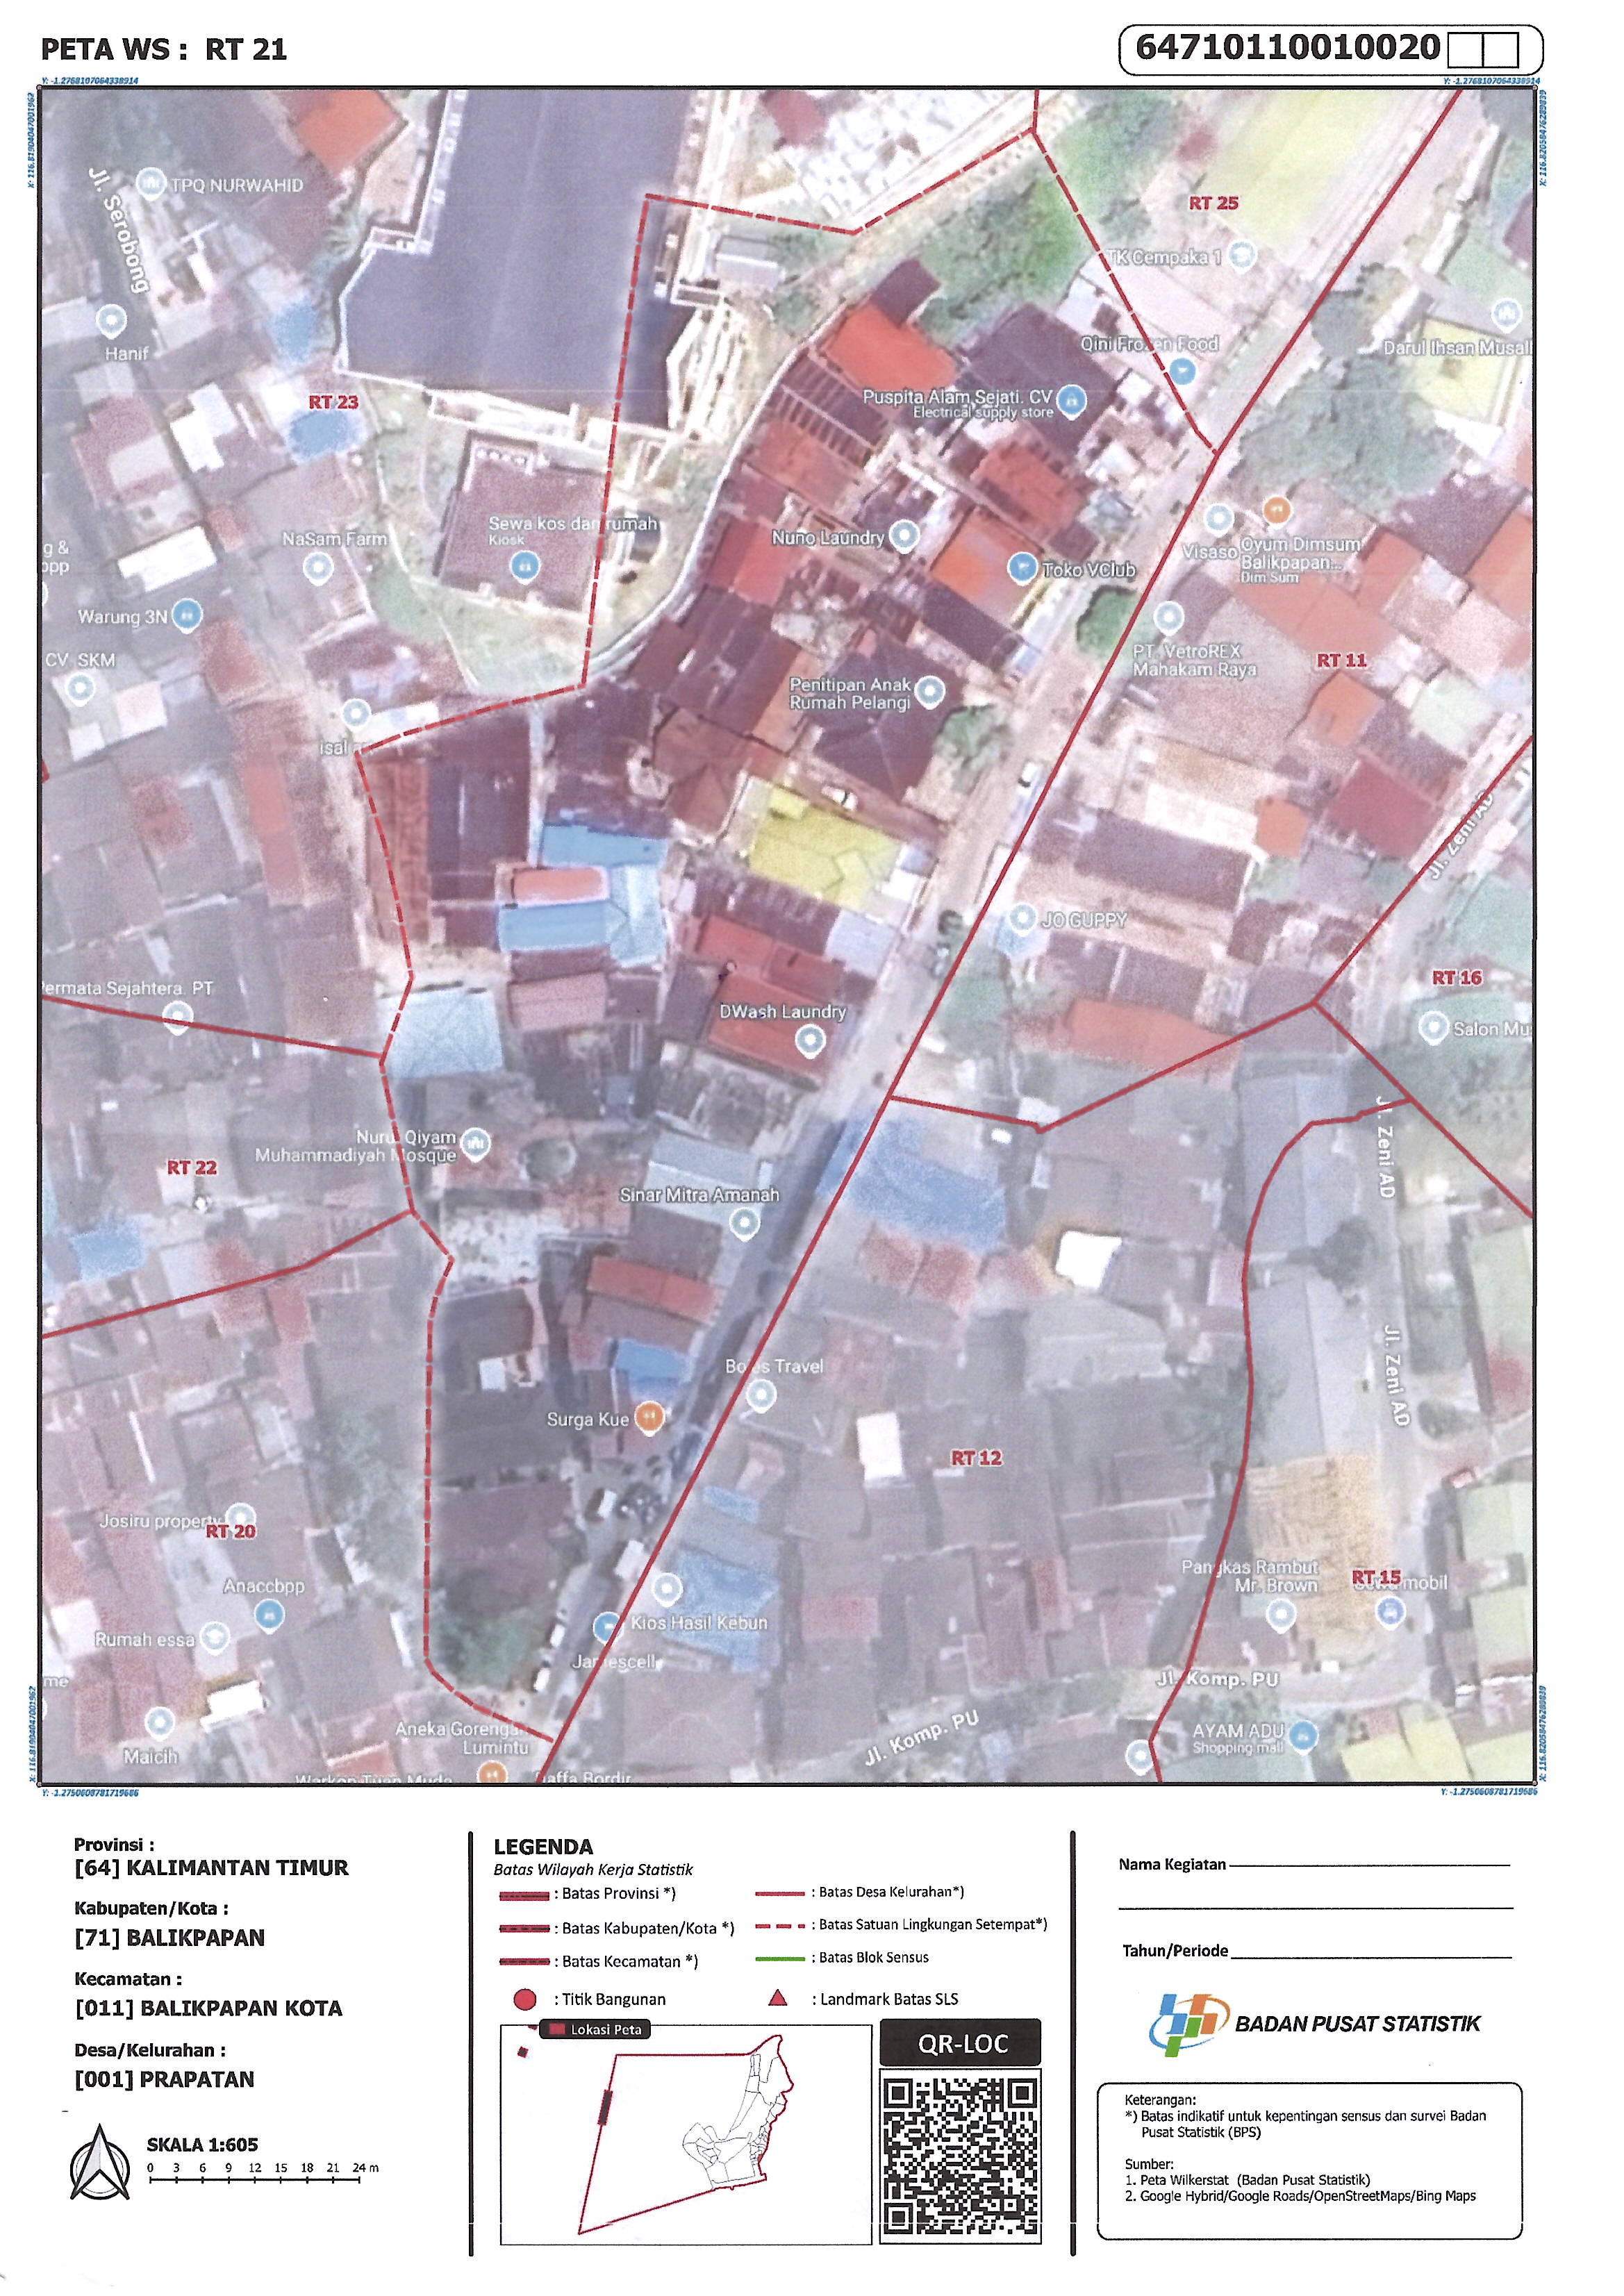 PETA WS : RT 21
64710110010020
Y: -1.2768107064338914
Y: -1.2768107064338914
Jl. Serobong
TPQ NURWAHID
RT 25
TK Cempaka 1
Hanif
Qini Frozen Food
Darul Ihsan Musal
RT 23
Puspita Alam Sejati. CV
Electrical supply store
Sewa kos dan rumah
Kiosk
NaSam Farm
Nuno Laundry
Toko VClub
Visaso
Oyum Dimsum
Balikpapan...
Dim Sum
g &
opp
Warung 3N
CV. SKM
PT. VetroREX
Mahakam Raya
RT 11
Penitipan Anak
Rumah Pelangi
isal
Jl. Zeni AD
JO GUPPY
RT 16
Permata Sejahtera. PT
DWash Laundry
Salon Mu
Nurul Qiyam
Muhammadiyah Mosque
Jl. Zeni AD
RT 22
Sinar Mitra Amanah
Jl. Zeni AD
Travel
Surga Kue
RT 12
Josiru property
RT 20
Anaccbpp
Pangkas Rambut
Mr. Brown
RT 15
mobil
Kios Hasil Kebun
Rumah essa
Jamescell
me
Jl. Komp. PU
Aneka Gorengan
Lumintu
Jl. Komp. PU
AYAM ADU
Shopping mall
Maicih
Y: -1.2750608781719686
Y: -1.2750608781719686
Provinsi :
[64] KALIMANTAN TIMUR
Kabupaten/Kota :
[71] BALIKPAPAN
Kecamatan :
[011] BALIKPAPAN KOTA
Desa/Kelurahan :
[001] PRAPATAN
SKALA 1:605
0 3 6 9 12 15 18 21 24 m
LEGENDA
Batas Wilayah Kerja Statistik
: Batas Provinsi *)
: Batas Desa Kelurahan*)
: Batas Kabupaten/Kota *)
: Batas Satuan Lingkungan Setempat*)
: Batas Kecamatan *)
: Batas Blok Sensus
: Titik Bangunan
: Landmark Batas SLS
Lokasi Peta
QR-LOC
Nama Kegiatan
Tahun/Periode
BADAN PUSAT STATISTIK
Keterangan:
*) Batas indikatif untuk kepentingan sensus dan survei Badan
Pusat Statistik (BPS)
Sumber:
1. Peta Wilkerstat (Badan Pusat Statistik)
2. Google Hybrid/Google Roads/OpenStreetMaps/Bing Maps